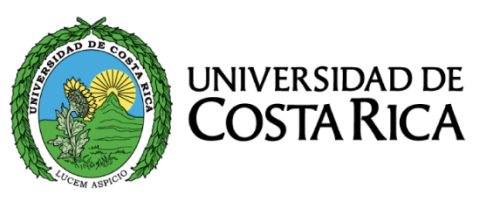 UNIVERSIDAD DE COSTA RICA
LUCEM ASPICIO
UNIVERSIDAD DE
COSTA RICA